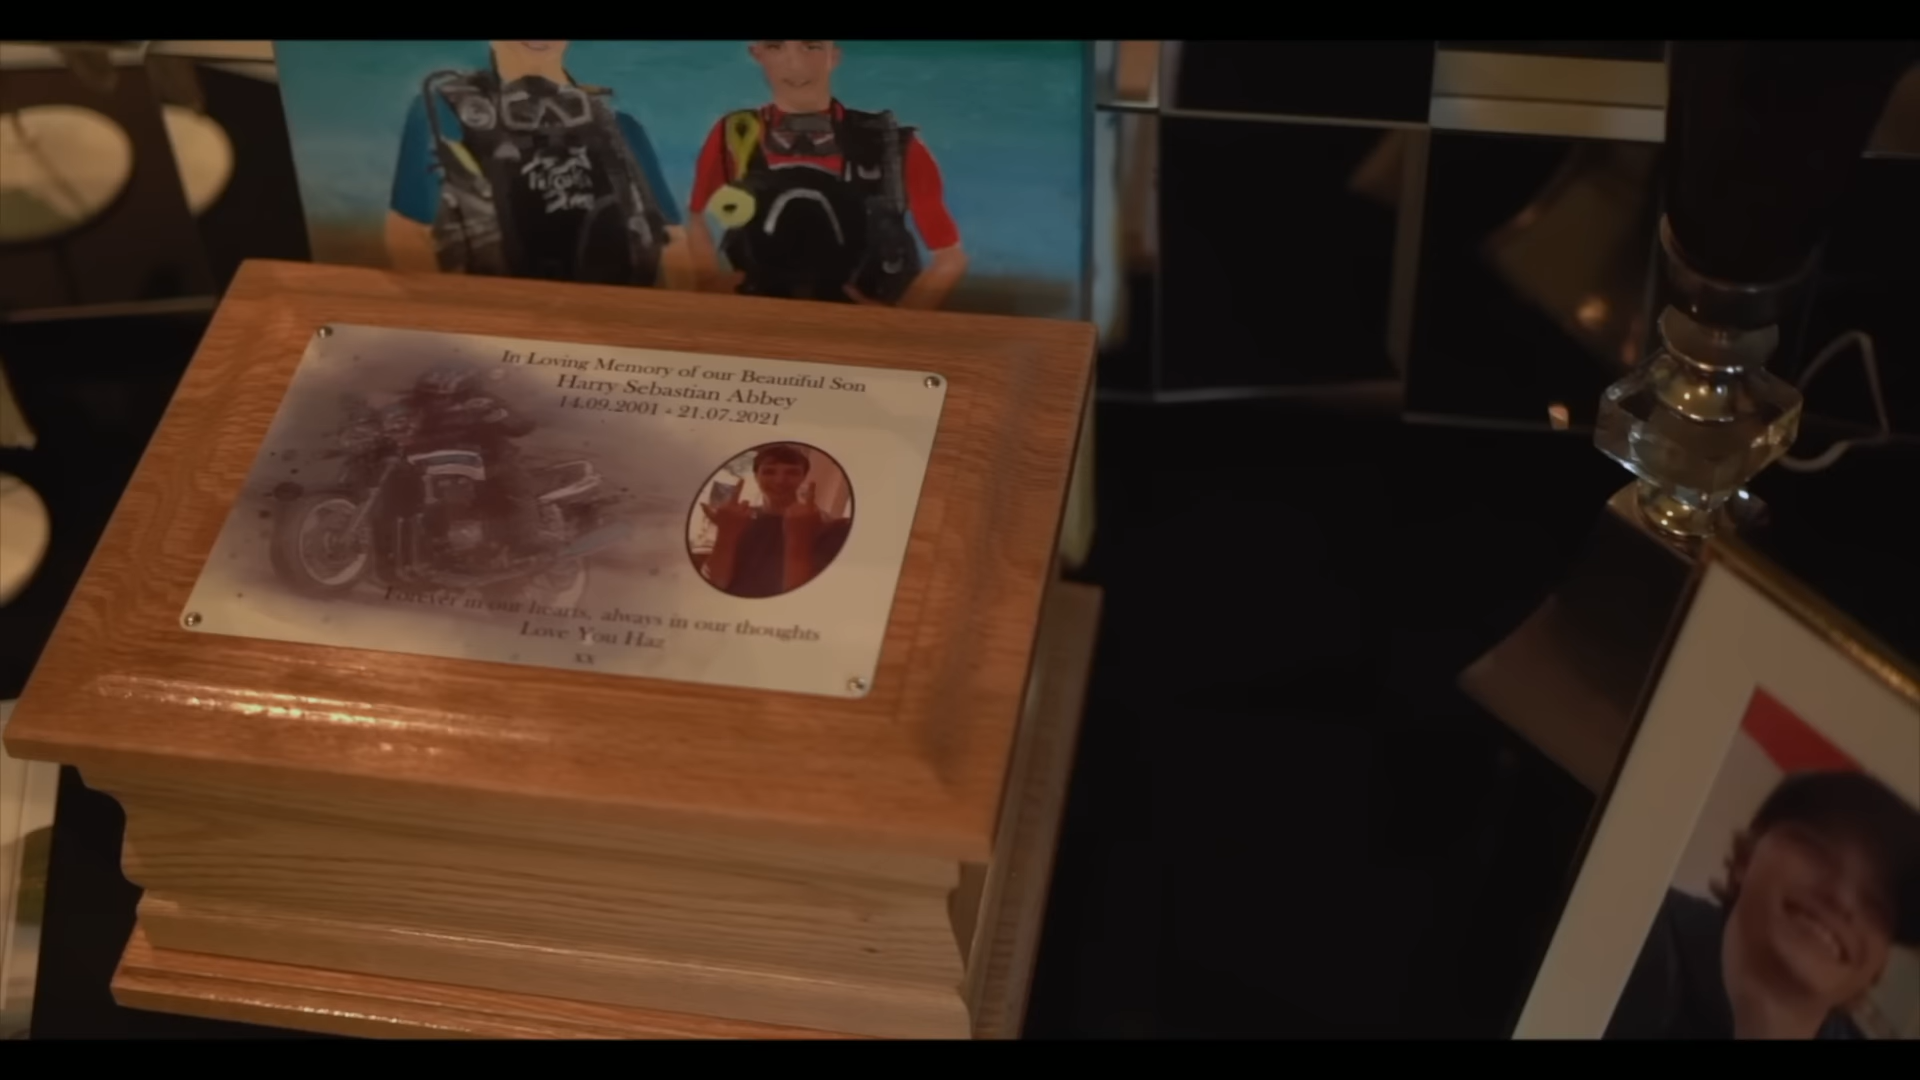 In Loving Memory of our Beautiful Son
Harry Sebastian Abbey
14.09.2001 - 21.07.2021
Forever in our hearts, always in our thoughts
Love You Haz
xx